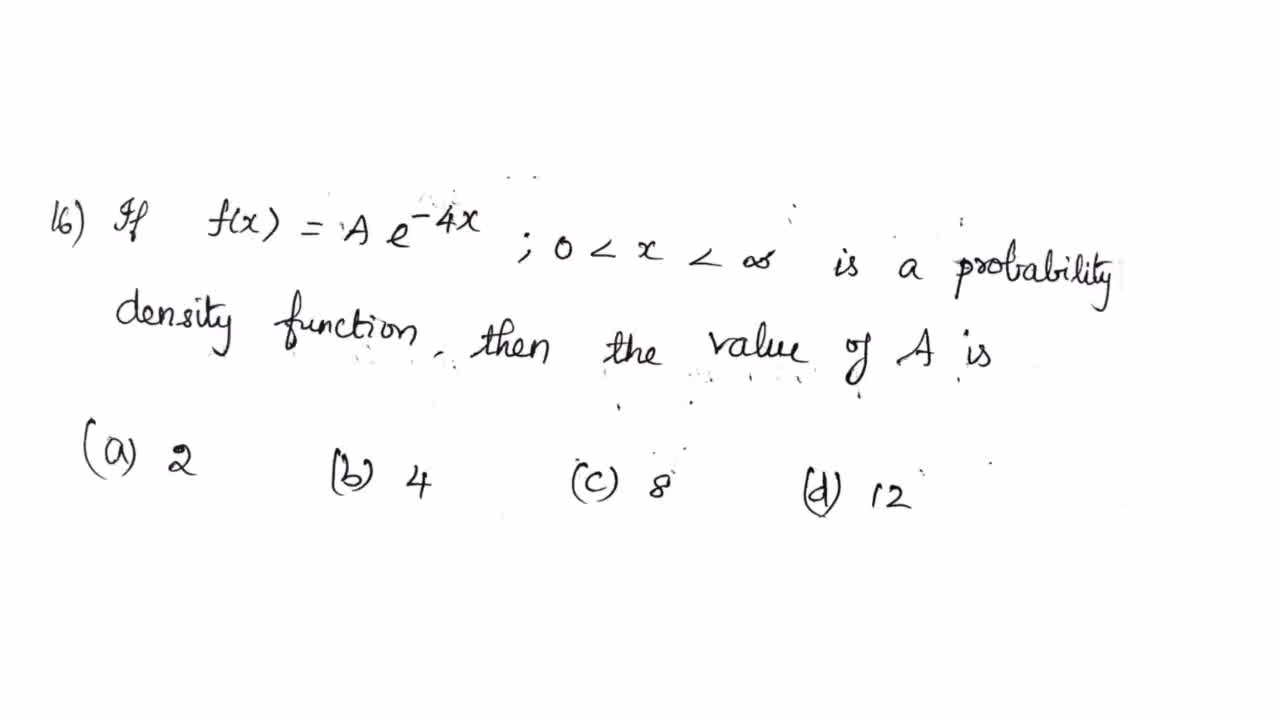 16) If f(x) = A e^-4x ; 0 < x < ∞ is a probability
density function, then the value of A is
(a) 2 (b) 4 (c) 8 (d) 12